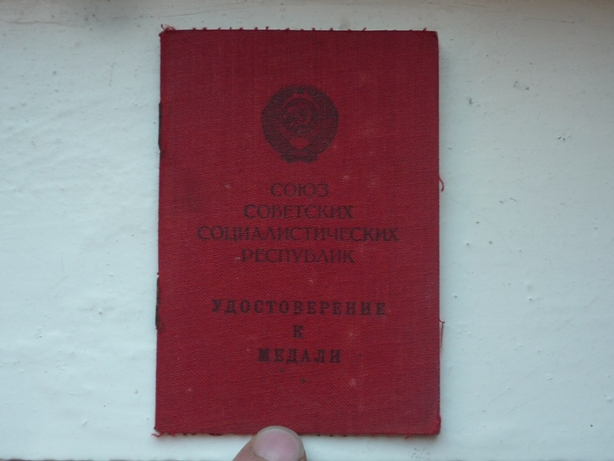 СОЮЗ
СОВЕТСКИХ
СОЦИАЛИСТИЧЕСКИХ
РЕСПУБЛИК
УДОСТОВЕРЕНИЕ
К
МЕДАЛИ